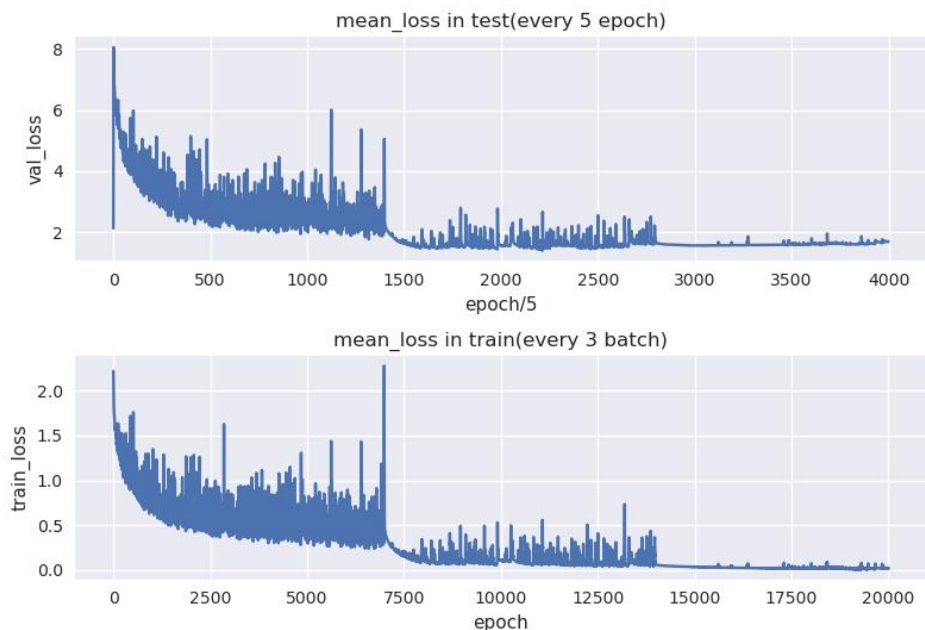 mean_loss in test(every 5 epoch)
val_loss
8
6
4
2
0 500 1000 1500 2000 2500 3000 3500 4000
epoch/5
mean_loss in train(every 3 batch)
train_loss
2.0
1.5
1.0
0.5
0.0
0 2500 5000 7500 10000 12500 15000 17500 20000
epoch